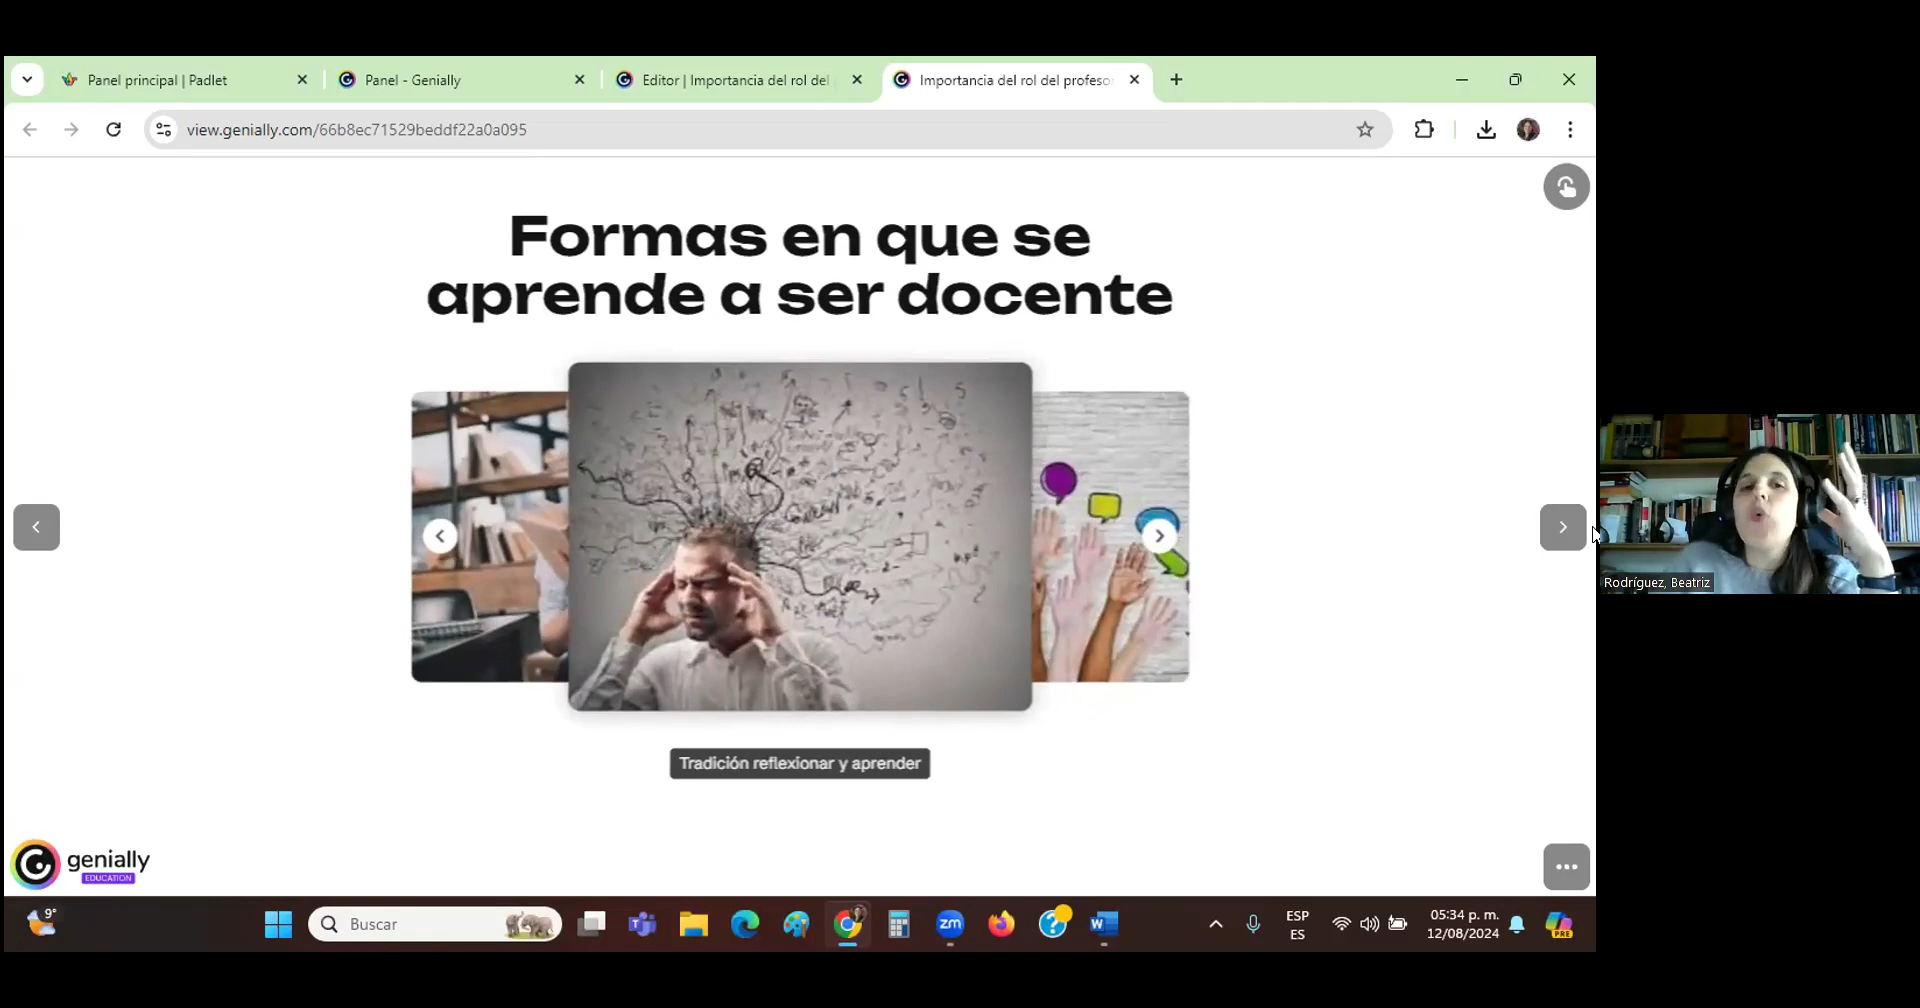 Panel principal | Padlet
Panel - Genially
Editor | Importancia del rol del
Importancia del rol del profeso
view.genially.com/66b8ec71529beddf22a0a095
Formas en que se
aprende a ser docente
Tradición reflexionar y aprender
Rodríguez, Beatriz
genially
EDUCATION
9°
Buscar
zm
W
PRE
ESP
ES
05:34 p. m.
12/08/2024